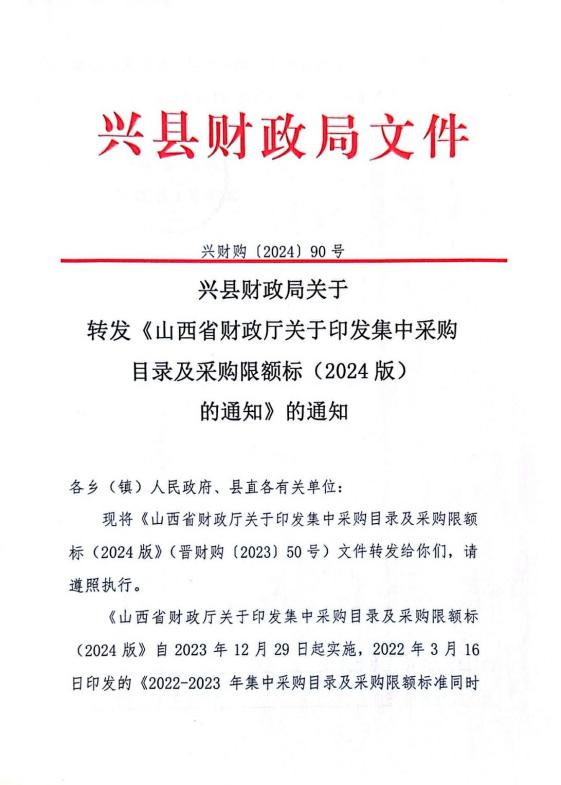 兴县财政局文件
兴财购〔2024〕90号
兴县财政局关于
转发《山西省财政厅关于印发集中采购
目录及采购限额标（2024版）
的通知》的通知
各乡（镇）人民政府、县直各有关单位：
现将《山西省财政厅关于印发集中采购目录及采购限额
标（2024版》（晋财购〔2023〕50号）文件转发给你们，请
遵照执行。
《山西省财政厅关于印发集中采购目录及采购限额标
（2024版》自2023年12月29日起实施，2022年3月16
日印发的《2022-2023年集中采购目录及采购限额标准同时